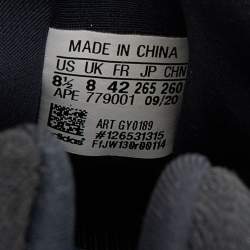 MADE IN CHINA
US UK FR JP CHN
8½ 8 42 265 260
APE 779001 09/20
ART GY0189
#126531315
adidas FIJW130r00114